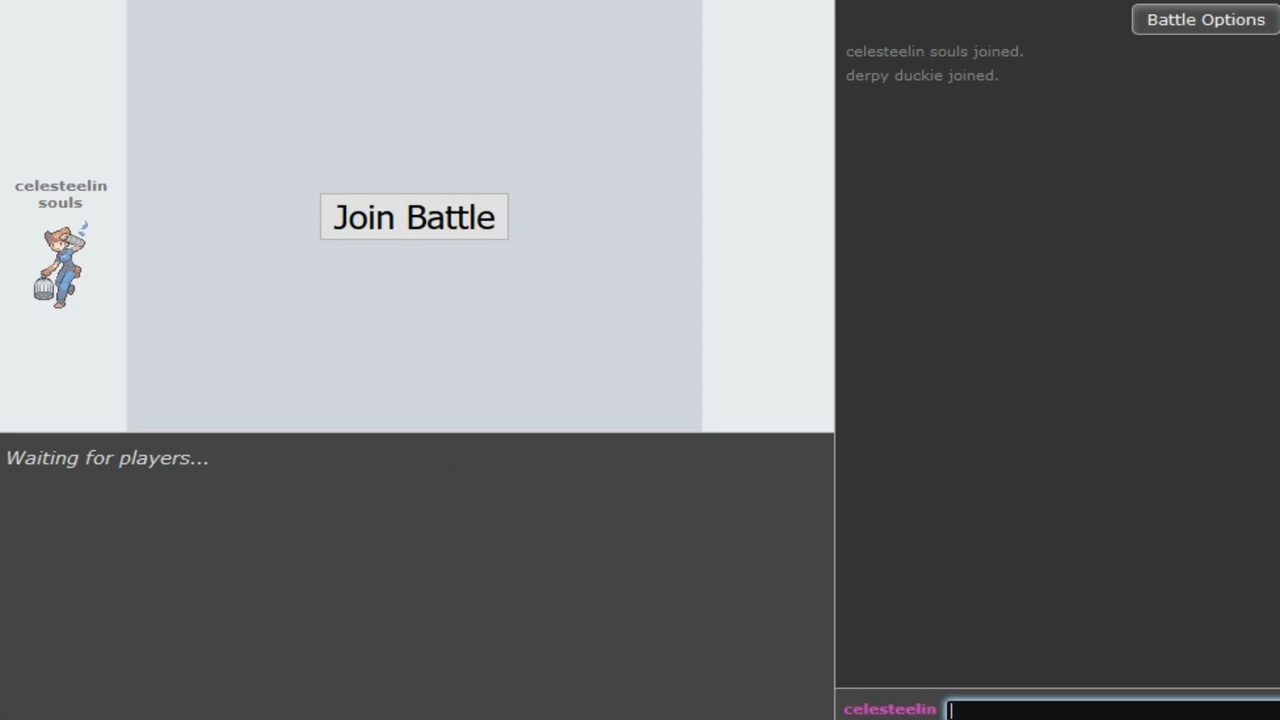 Battle Options
celesteelin souls joined.
derpy duckie joined.
celesteelin
souls
Join Battle
Waiting for players...
celesteelin